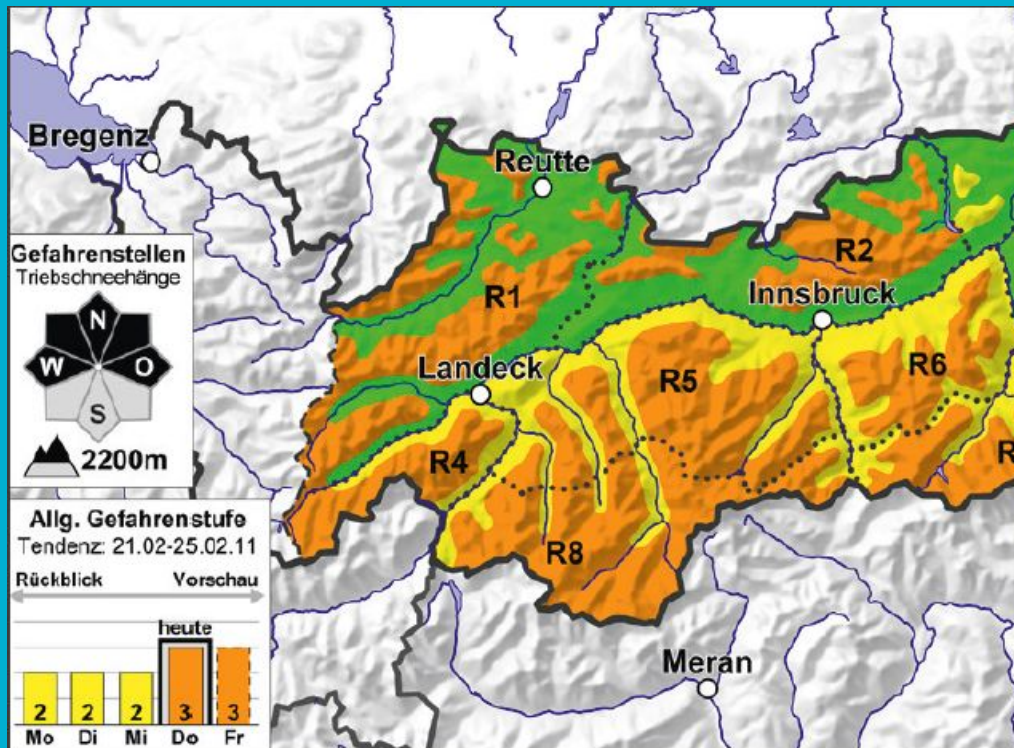 Bregenz
Reutte
Gefahrenstellen
Triebschneehänge
N
W
O
S
2200m
R1
R2
Innsbruck
Landeck
R5
R6
R4
R
R8
Meran
Allg. Gefahrenstufe
Tendenz: 21.02-25.02.11
Rückblick Vorschau
heute
2 2 2 3 3
Mo Di Mi Do Fr